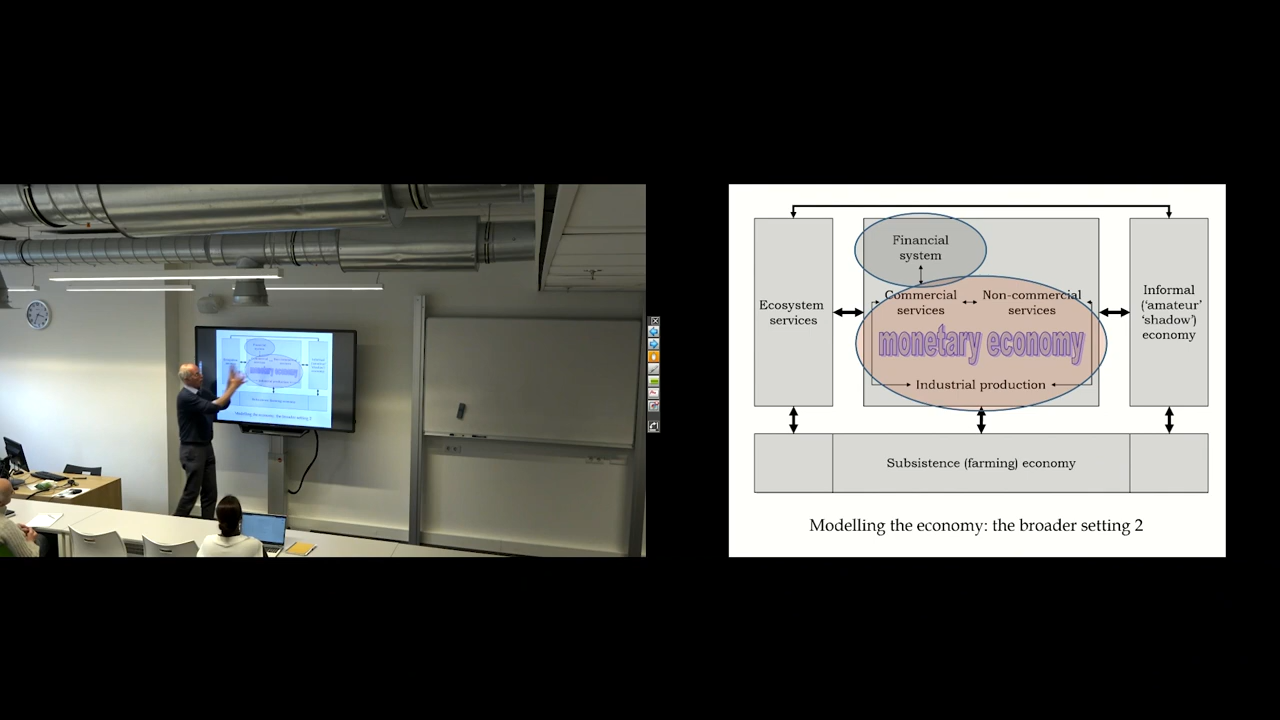 Financial
system
Ecosystem
services
Commercial
services
Non-commercial
services
monetary economy
Industrial production
Informal
('amateur'
'shadow')
economy
Subsistence (farming) economy
Modelling the economy: the broader setting 2